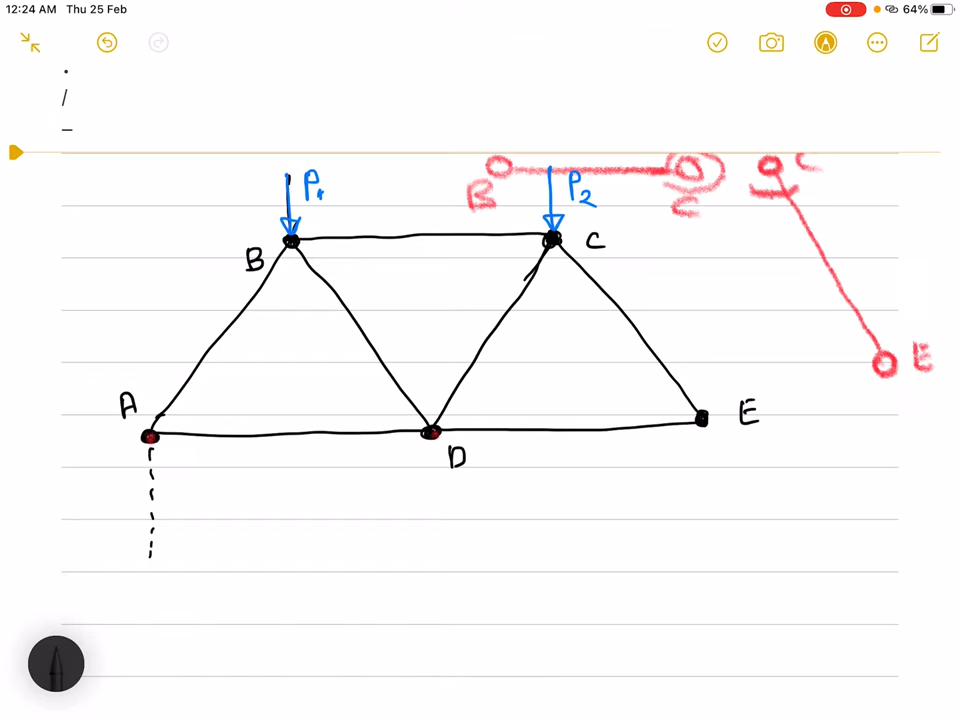 12:24 AM Thu 25 Feb 64%
.
/
–
P1 B P2 C C
B C
A E E
D